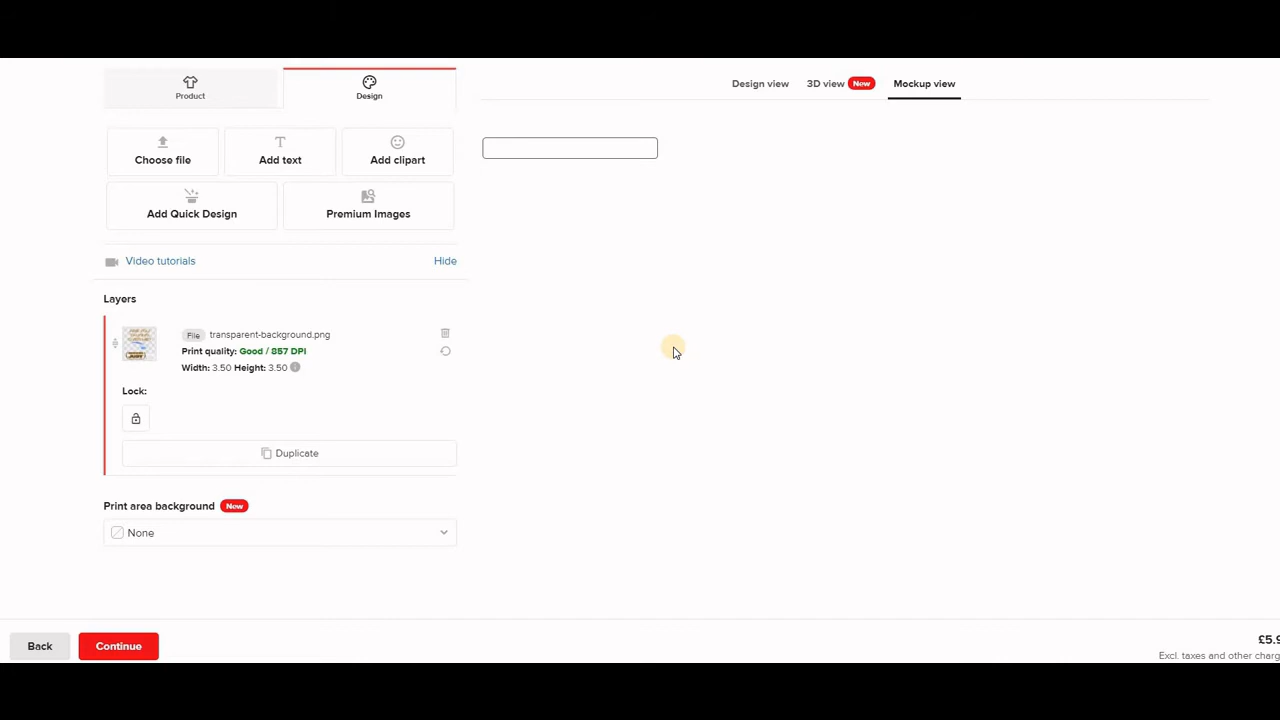 Product
Design
Design view
3D view New
Mockup view
Choose file
Add text
Add clipart
Add Quick Design
Premium Images
Video tutorials
Hide
Layers
File transparent-background.png
Print quality: Good / 857 DPI
Width: 3.50 Height: 3.50
Lock:
Duplicate
Print area background New
None
Back
Continue
£5.9
Excl. taxes and other charg